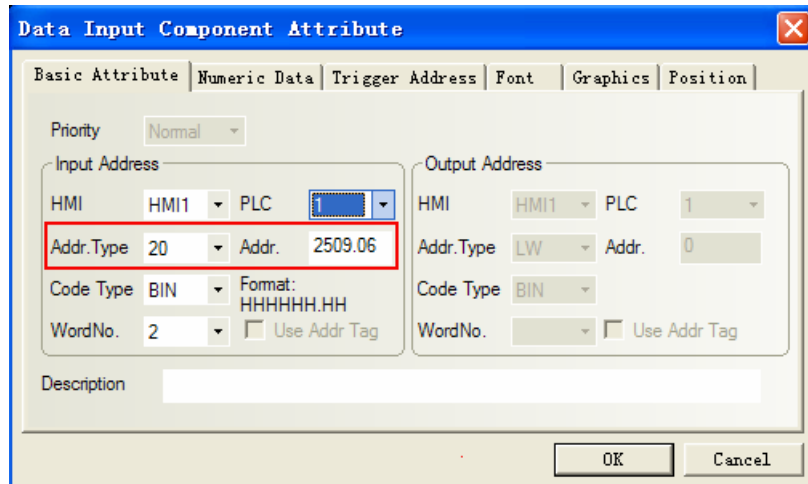 Data Input Component Attribute
Basic Attribute Numeric Data Trigger Address Font Graphics Position
Priority Normal
Input Address Output Address
HMI HMI1 PLC 1 HMI HMI1 PLC 1
Addr.Type 20 Addr. 2509.06 Addr.Type LW Addr. 0
Code Type BIN Format: Code Type BIN
HHHHHH.HH
WordNo. 2 Use Addr Tag WordNo. Use Addr Tag
Description
OK Cancel